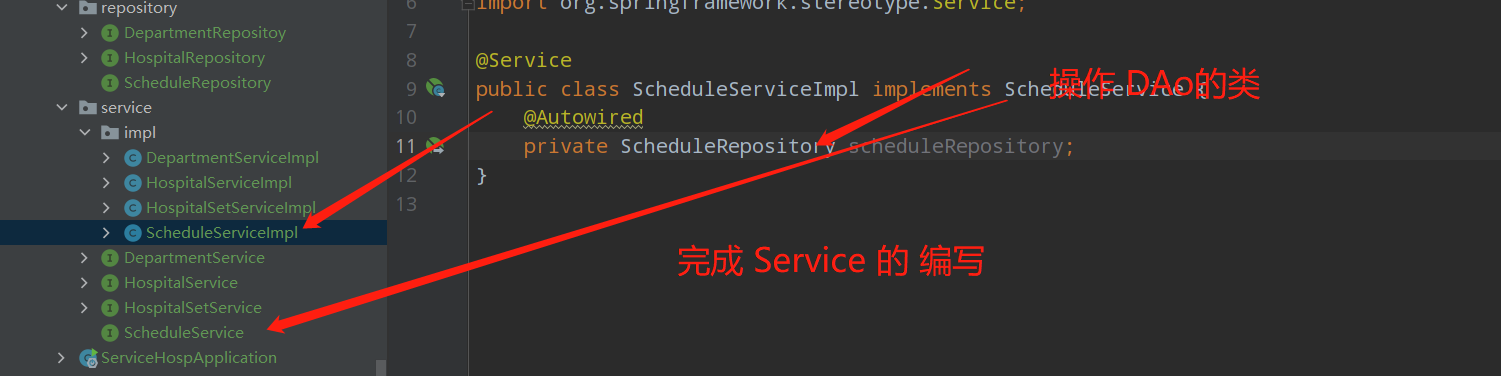 repository
DepartmentRepositoy
HospitalRepository
ScheduleRepository
service
impl
DepartmentServiceImpl
HospitalServiceImpl
HospitalSetServiceImpl
ScheduleServiceImpl
DepartmentService
HospitalService
HospitalSetService
ScheduleService
ServiceHospApplication
6 import org.springframework.stereotype.Service;
7
8 @Service
9 public class ScheduleServiceImpl implements ScheduleService {
操作 DAo的类
10 @Autowired
11 private ScheduleRepository scheduleRepository;
12 }
13
完成 Service 的 编写